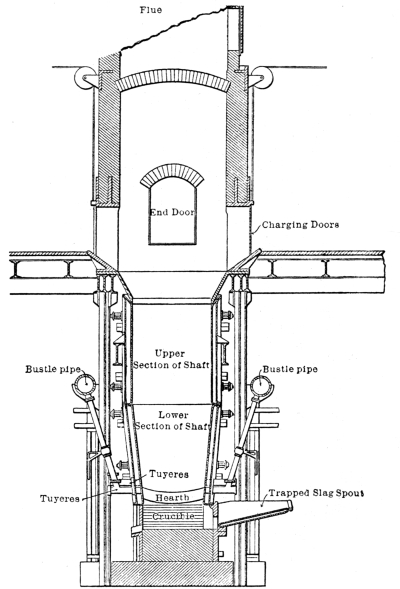 Flue
End Door
Charging Doors
Upper
Section of Shaft
Bustle pipe
Bustle pipe
Lower
Section of Shaft
Tuyeres
Tuyeres
Hearth
Trapped Slag Spout
Crucible